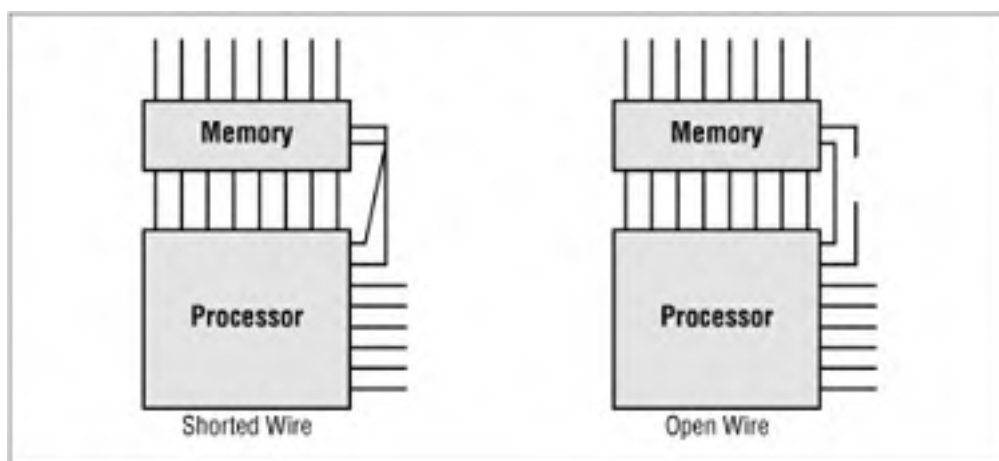 Memory
Memory
Processor
Processor
Shorted Wire
Open Wire